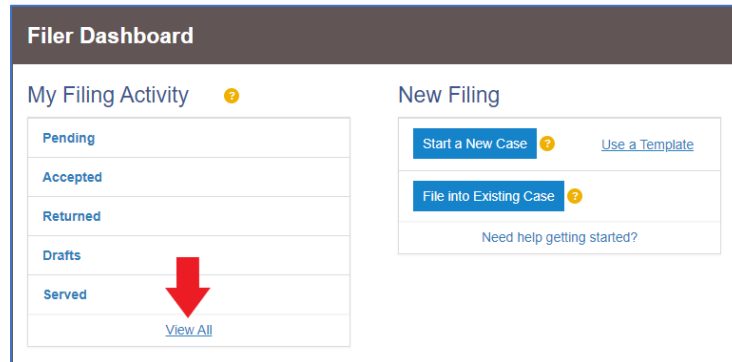 Filer Dashboard
My Filing Activity ?
Pending
Accepted
Returned
Drafts
Served
View All
New Filing
Start a New Case ? Use a Template
File into Existing Case ?
Need help getting started?